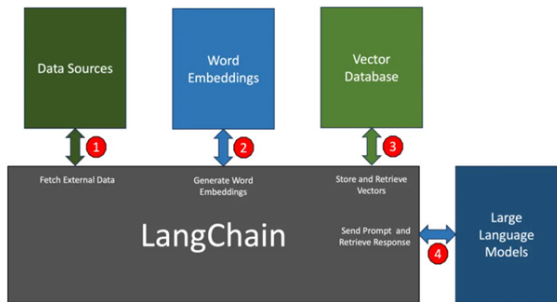 Data Sources
Word
Embeddings
Vector
Database
1
2
3
Fetch External Data
Generate Word
Embeddings
Store and Retrieve
Vectors
LangChain
Send Prompt and
Retrieve Response
4
Large
Language
Models